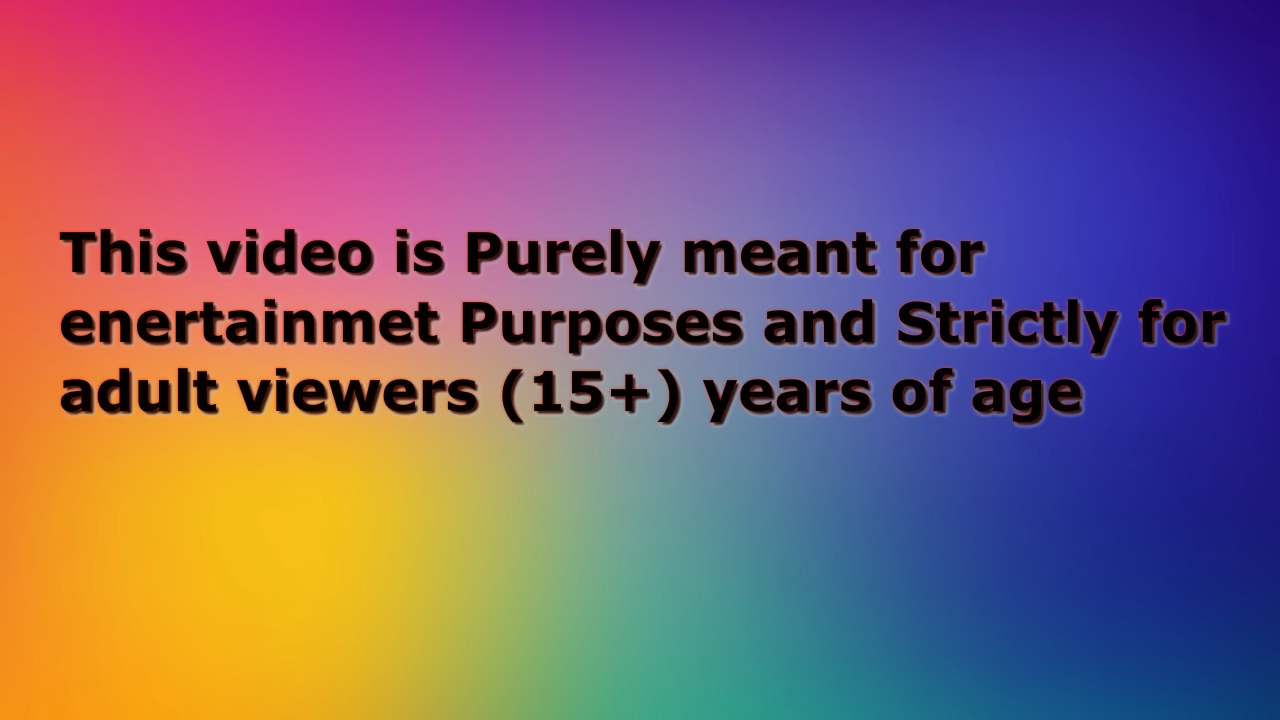 This video is Purely meant for
enertainmet Purposes and Strictly for
adult viewers (15+) years of age